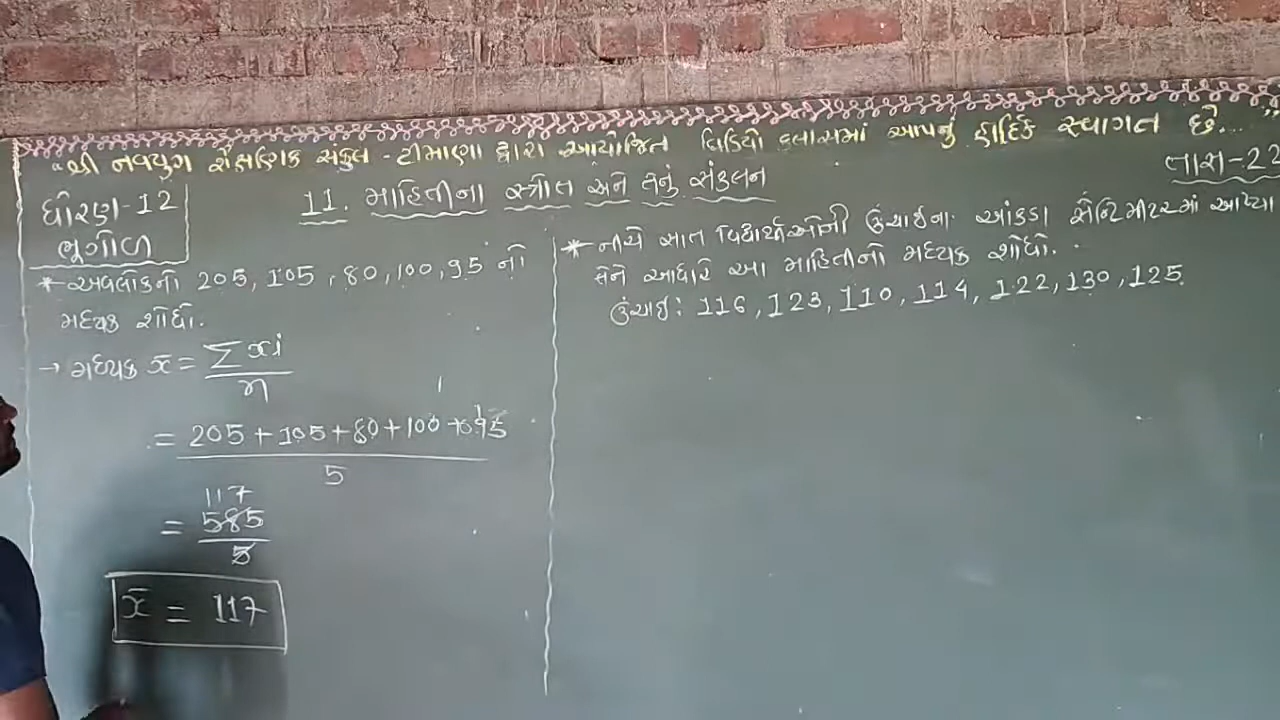 "શ્રી નવયુગ શૈક્ષણિક સંકુલ - ટીમાણા દ્વારા આયોજિત વિડિયો કલાસમાં આપનું હાર્દિક સ્વાગત છે..."
તાસ-22
ધોરણ-12
ભૂગોળ
11. માહિતીના સ્ત્રોત અને તેનું સંકલન
* અવલોકનો 205, 105, 80, 100, 95 નો
મધ્યક શોધો.
→ મધ્યક x̄ = Σxi / n
= 205 + 105 + 80 + 100 + 95 / 5
117
= 585 / 5
x̄ = 117
* નીચે સાત વિદ્યાર્થીઓની ઉંચાઈના આંકડા સેન્ટિમીટરમાં આપ્યા
તેને આધારે આ માહિતીનો મધ્યક શોધો.
ઉંચાઈ: 116, 123, 110, 114, 122, 130, 125